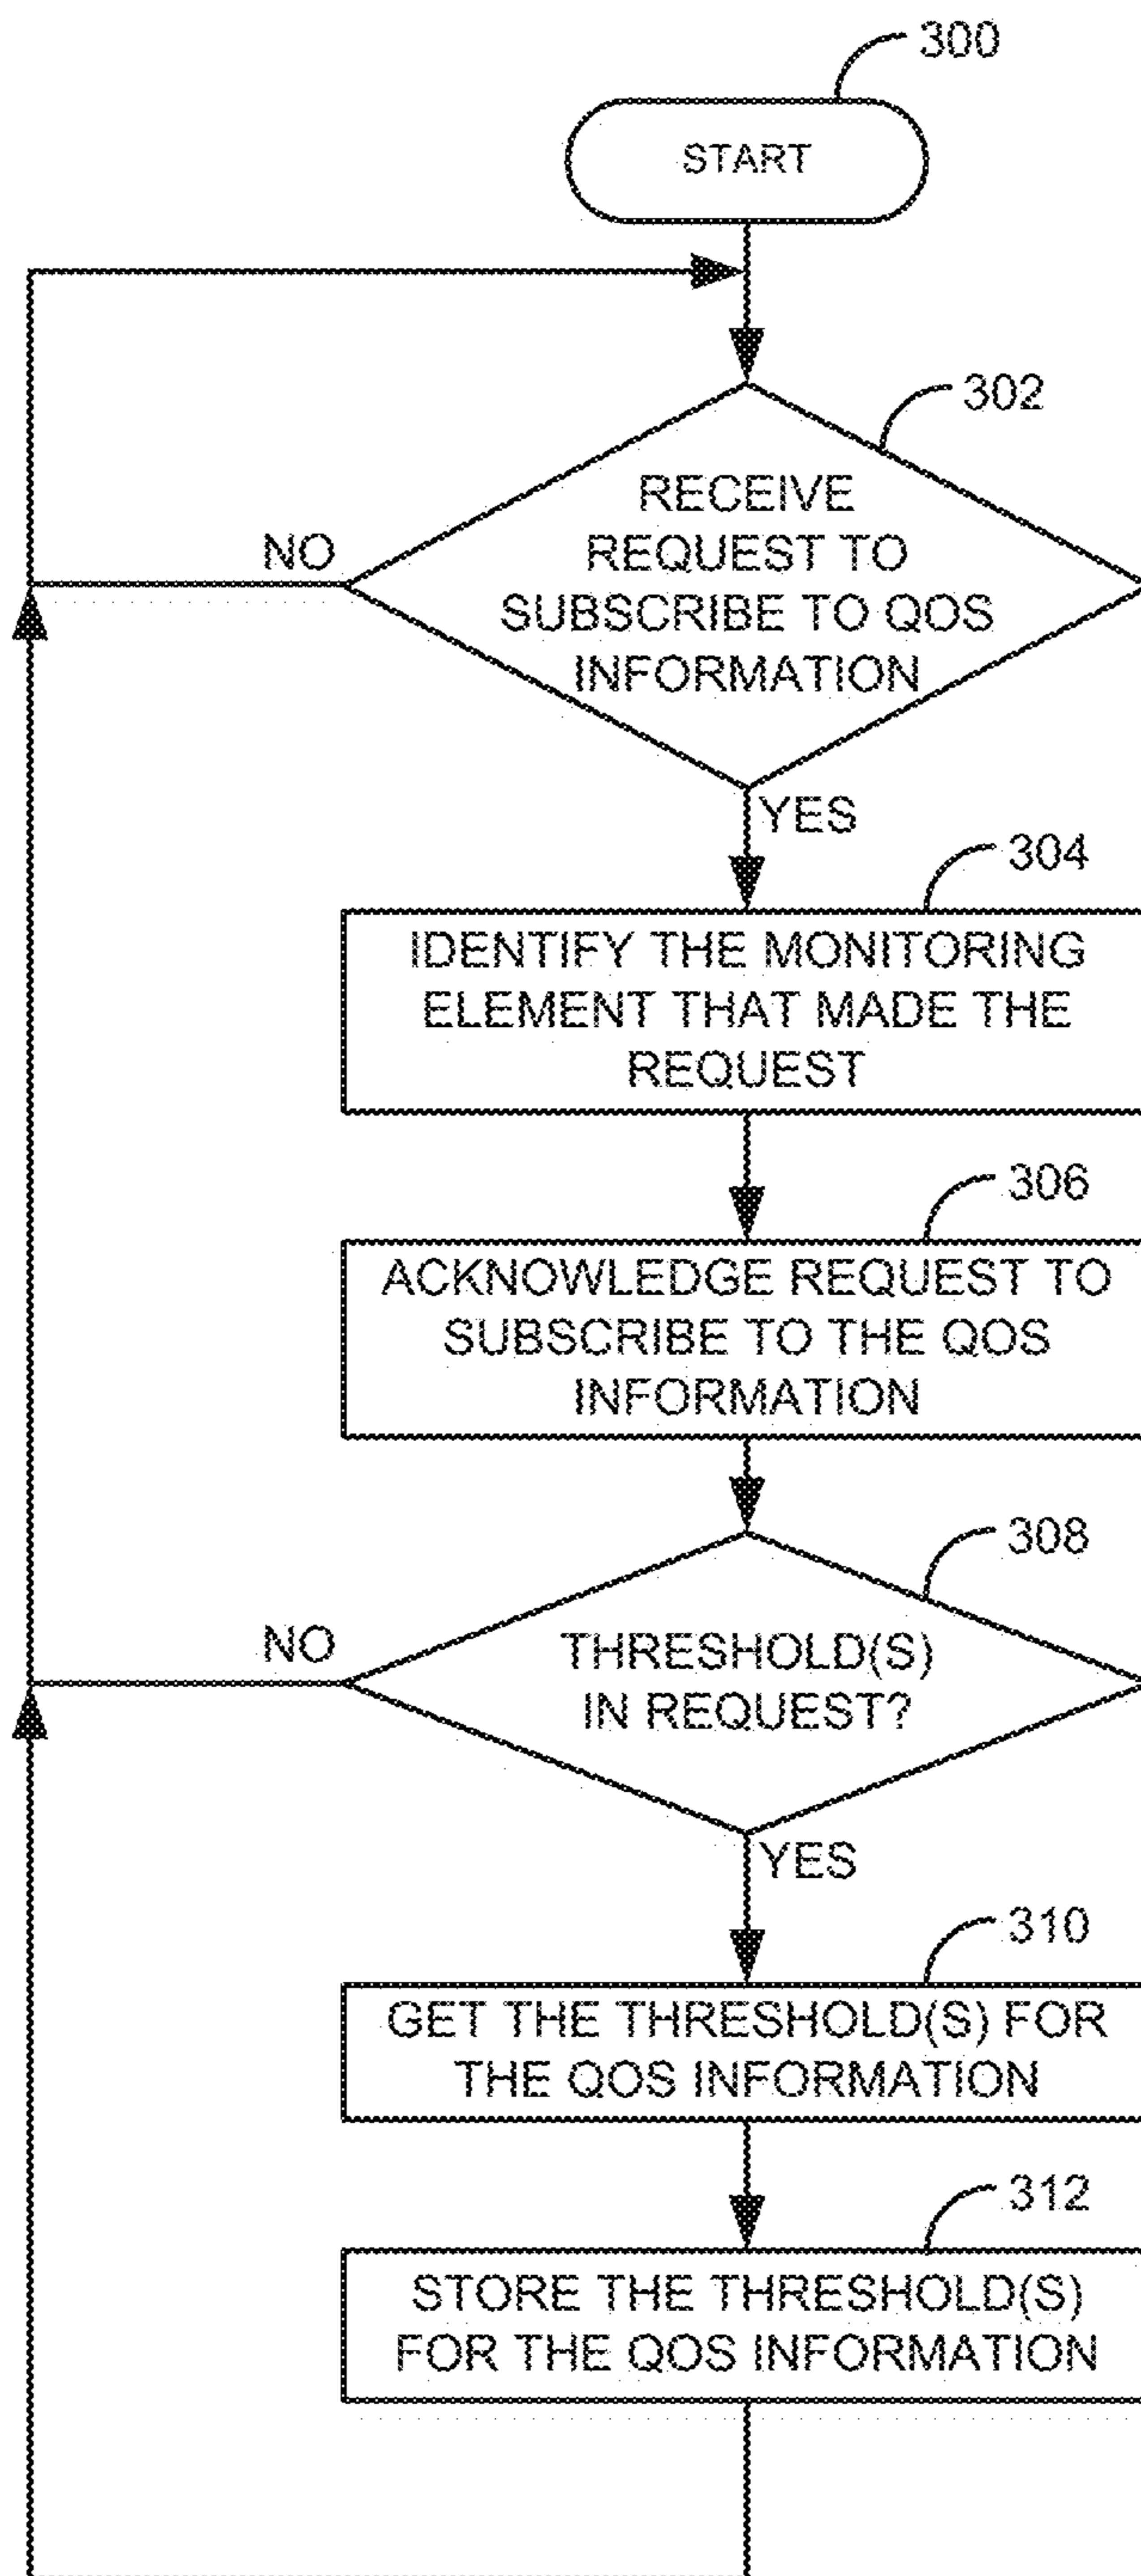 300
START
302
RECEIVE
REQUEST TO
SUBSCRIBE TO QOS
INFORMATION
NO
YES
304
IDENTIFY THE MONITORING
ELEMENT THAT MADE THE
REQUEST
306
ACKNOWLEDGE REQUEST TO
SUBSCRIBE TO THE QOS
INFORMATION
308
THRESHOLD(S)
IN REQUEST?
NO
YES
310
GET THE THRESHOLD(S) FOR
THE QOS INFORMATION
312
STORE THE THRESHOLD(S)
FOR THE QOS INFORMATION